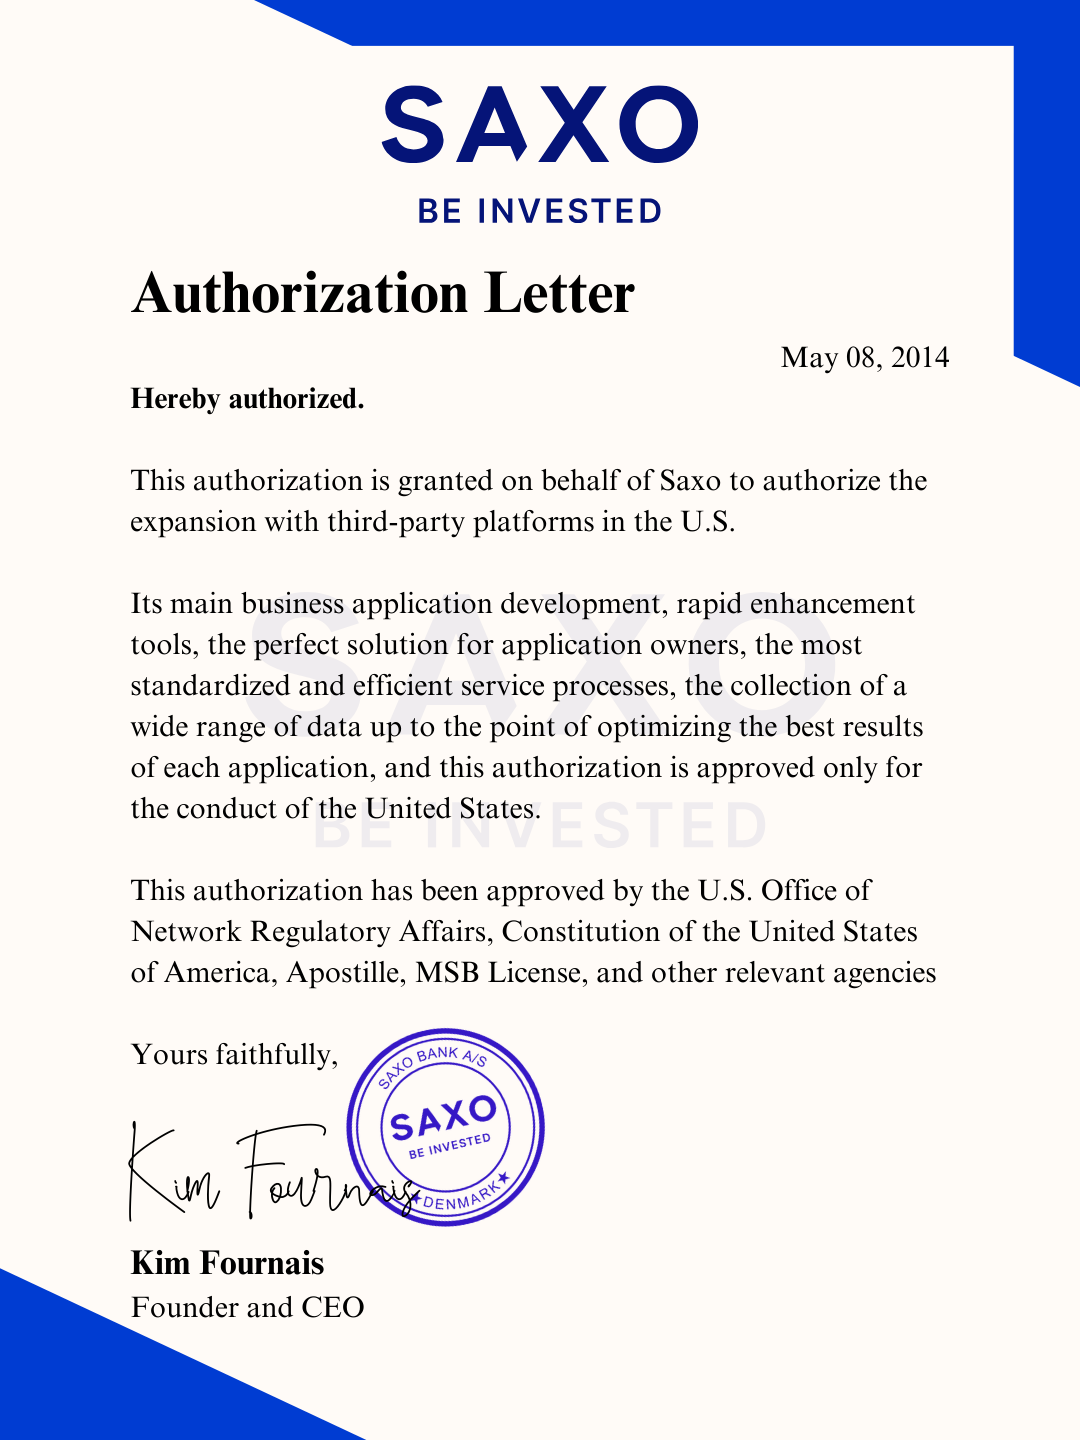 SAXO
BE INVESTED
Authorization Letter
May 08, 2014
Hereby authorized.
This authorization is granted on behalf of Saxo to authorize the
expansion with third-party platforms in the U.S.
Its main business application development, rapid enhancement
tools, the perfect solution for application owners, the most
standardized and efficient service processes, the collection of a
wide range of data up to the point of optimizing the best results
of each application, and this authorization is approved only for
the conduct of the United States.
SAXO
BE INVESTED
This authorization has been approved by the U.S. Office of
Network Regulatory Affairs, Constitution of the United States
of America, Apostille, MSB License, and other relevant agencies
Yours faithfully,
SAXO BANK A/S
SAXO
BE INVESTED
★DENMARK★
Kim Fournais
Kim Fournais
Founder and CEO